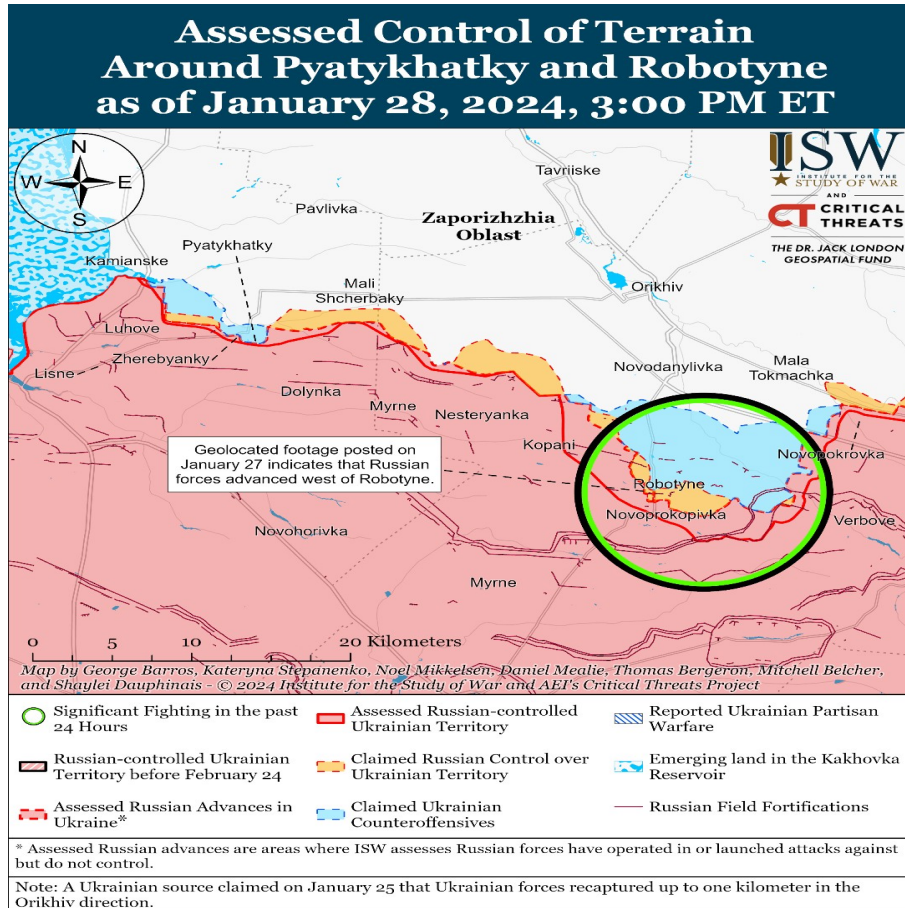 Assessed Control of Terrain
Around Pyatykhatky and Robotyne
as of January 28, 2024, 3:00 PM ET
N
W E
S
ISW
INSTITUTE FOR THE
STUDY OF WAR
AND
CT CRITICAL
THREATS
THE DR. JACK LONDON
GEOSPATIAL FUND
Tavriiske
Pavlivka
Zaporizhzhia
Oblast
Pyatykhatky
Kamianske
Mali
Shcherbaky
Orikhiv
Luhove
Zherebyanky
Lisne
Novodanylivka
Mala
Tokmachka
Dolynka
Myrne
Nesteryanka
Kopani
Novopokrovka
Geolocated footage posted on
January 27 indicates that Russian
forces advanced west of Robotyne.
Robotyne
Novoprokopivka
Verbove
Novohorivka
Myrne
0 5 10 20 Kilometers
Map by George Barros, Kateryna Stepanenko, Noel Mikkelsen, Daniel Mealie, Thomas Bergeron, Mitchell Belcher,
and Shaylei Dauphinais - © 2024 Institute for the Study of War and AEI's Critical Threats Project
Significant Fighting in the past
24 Hours
Assessed Russian-controlled
Ukrainian Territory
Reported Ukrainian Partisan
Warfare
Russian-controlled Ukrainian
Territory before February 24
Claimed Russian Control over
Ukrainian Territory
Emerging land in the Kakhovka
Reservoir
Assessed Russian Advances in
Ukraine*
Claimed Ukrainian
Counteroffensives
Russian Field Fortifications
* Assessed Russian advances are areas where ISW assesses Russian forces have operated in or launched attacks against
but do not control.
Note: A Ukrainian source claimed on January 25 that Ukrainian forces recaptured up to one kilometer in the
Orikhiv direction.